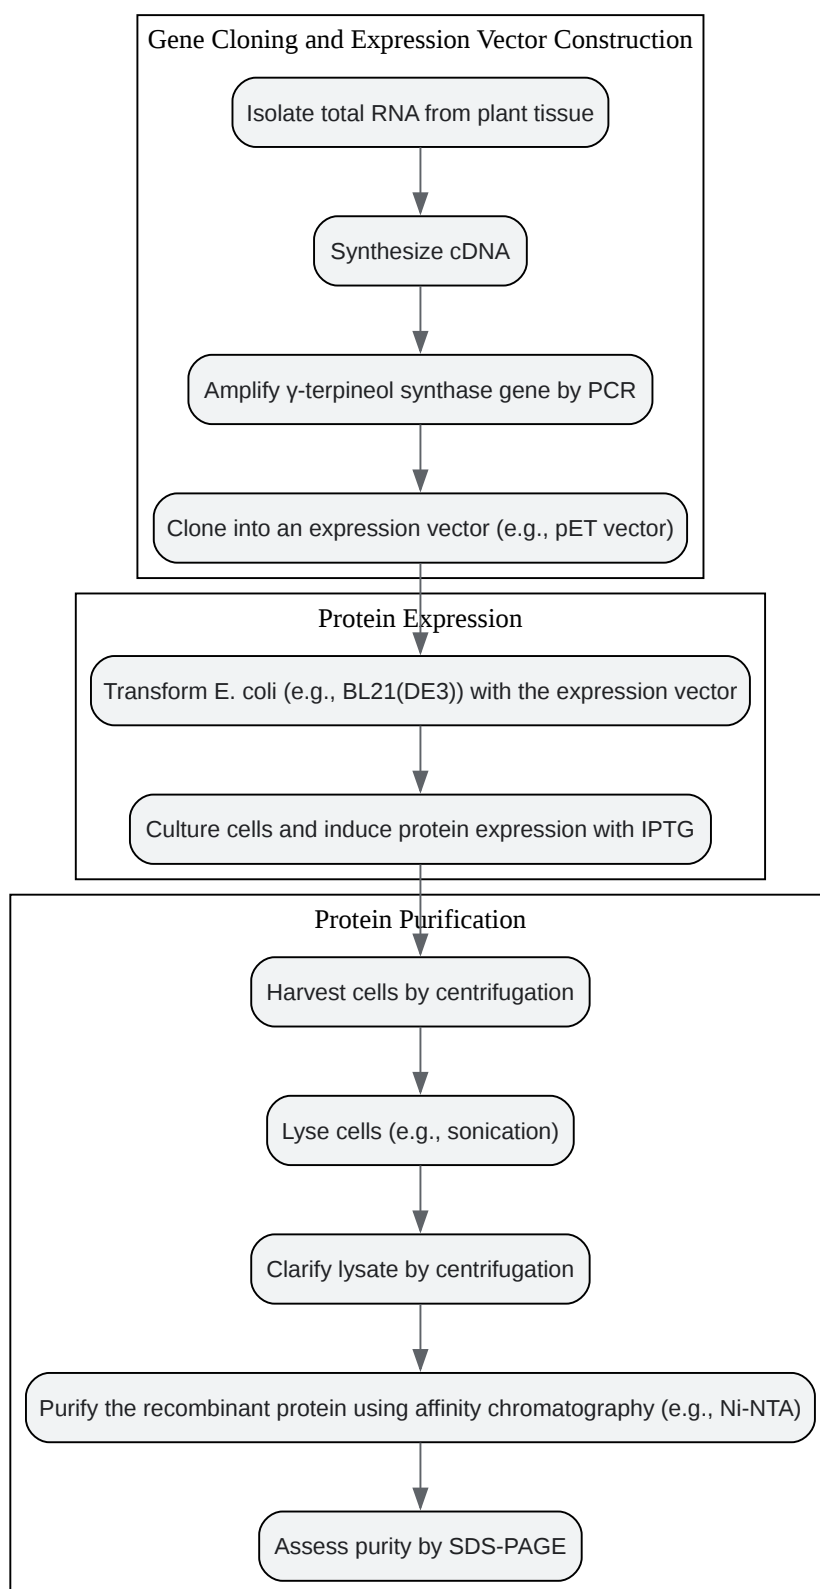 Gene Cloning and Expression Vector Construction
Isolate total RNA from plant tissue
Synthesize cDNA
Amplify γ-terpineol synthase gene by PCR
Clone into an expression vector (e.g., pET vector)
Protein Expression
Transform E. coli (e.g., BL21(DE3)) with the expression vector
Culture cells and induce protein expression with IPTG
Protein Purification
Harvest cells by centrifugation
Lyse cells (e.g., sonication)
Clarify lysate by centrifugation
Purify the recombinant protein using affinity chromatography (e.g., Ni-NTA)
Assess purity by SDS-PAGE